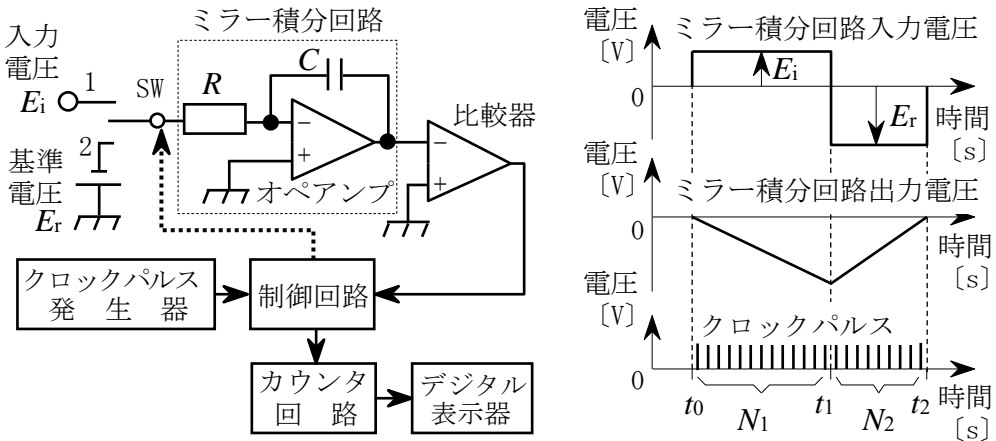 ミラー積分回路
入力
電圧
Ei
1
SW
R
C
−
+
オペアンプ
比較器
−
+
2
基準
電圧
Er
クロックパルス
発 生 器
制御回路
カウンタ
回 路
デジタル
表示器
電圧
〔V〕
ミラー積分回路入力電圧
Ei
0
Er
時間
〔s〕
電圧
〔V〕
ミラー積分回路出力電圧
0
時間
〔s〕
電圧
〔V〕
クロックパルス
0
時間
〔s〕
t0
N1
t1
N2
t2